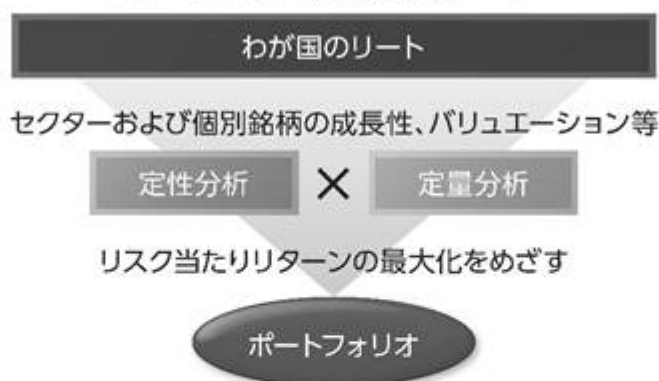 わが国のリート
セクターおよび個別銘柄の成長性、バリュエーション等
定性分析 × 定量分析
リスク当たりリターンの最大化をめざす
ポートフォリオ